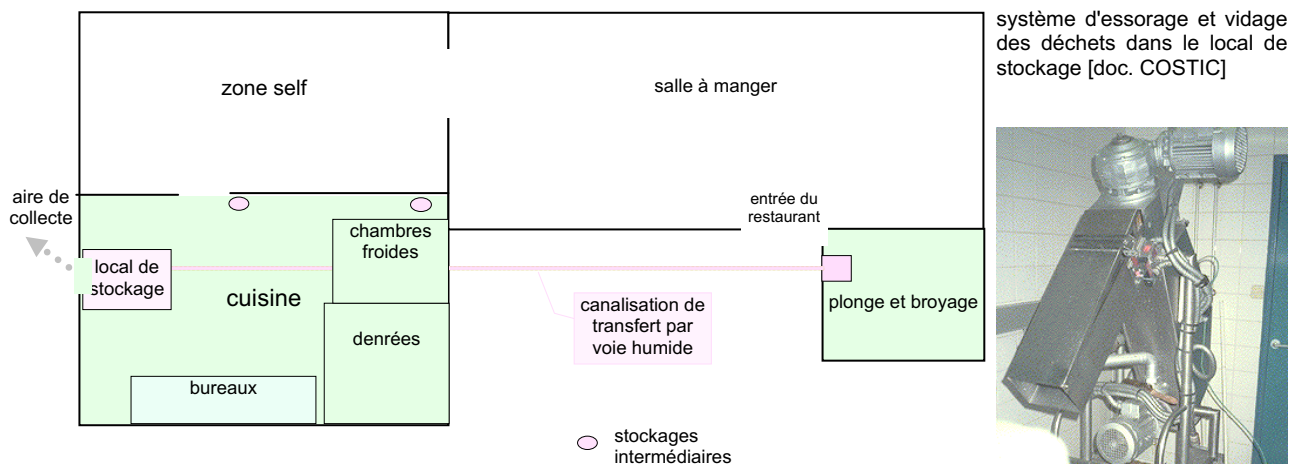 système d'essorage et vidage
des déchets dans le local de
stockage [doc. COSTIC]
zone self
salle à manger
aire de
collecte
entrée du
restaurant
chambres
froides
local de
stockage
cuisine
canalisation de
transfert par
voie humide
plonge et broyage
denrées
bureaux
stockages
intermédiaires